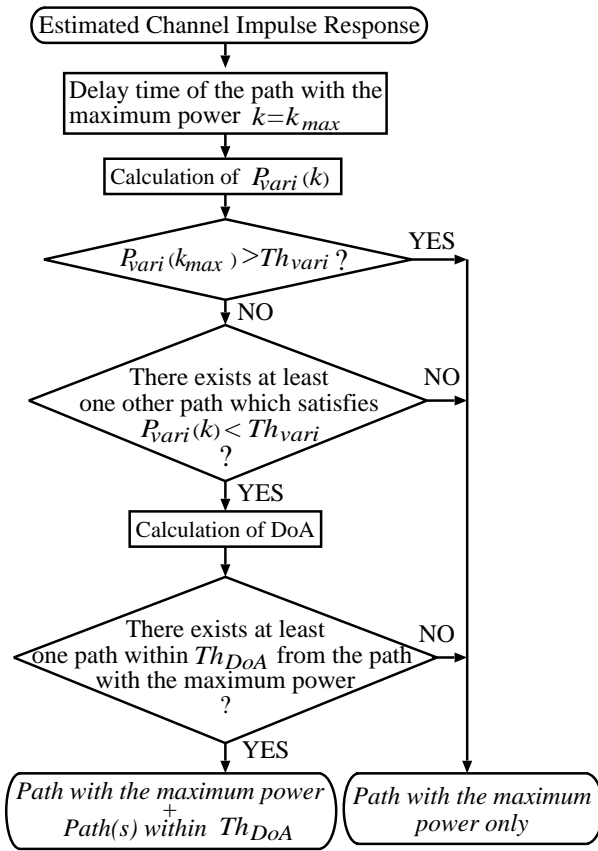 Estimated Channel Impulse Response
Delay time of the path with the
maximum power k=k_max
Calculation of P_vari(k)
P_vari(k_max) > Th_vari ?
YES
NO
There exists at least
one other path which satisfies
P_vari(k) < Th_vari
?
NO
YES
Calculation of DoA
There exists at least
one path within Th_DoA from the path
with the maximum power
?
NO
YES
Path with the maximum power
+
Path(s) within Th_DoA
Path with the maximum
power only